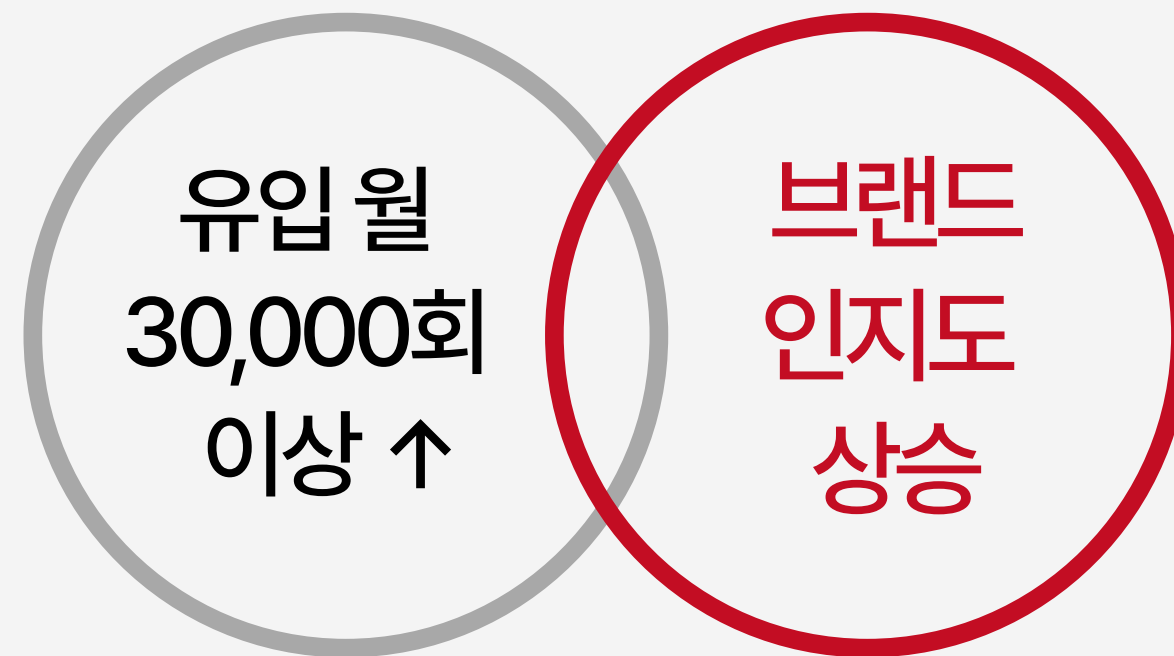 유입 월
30,000회
이상 ↑
브랜드
인지도
상승